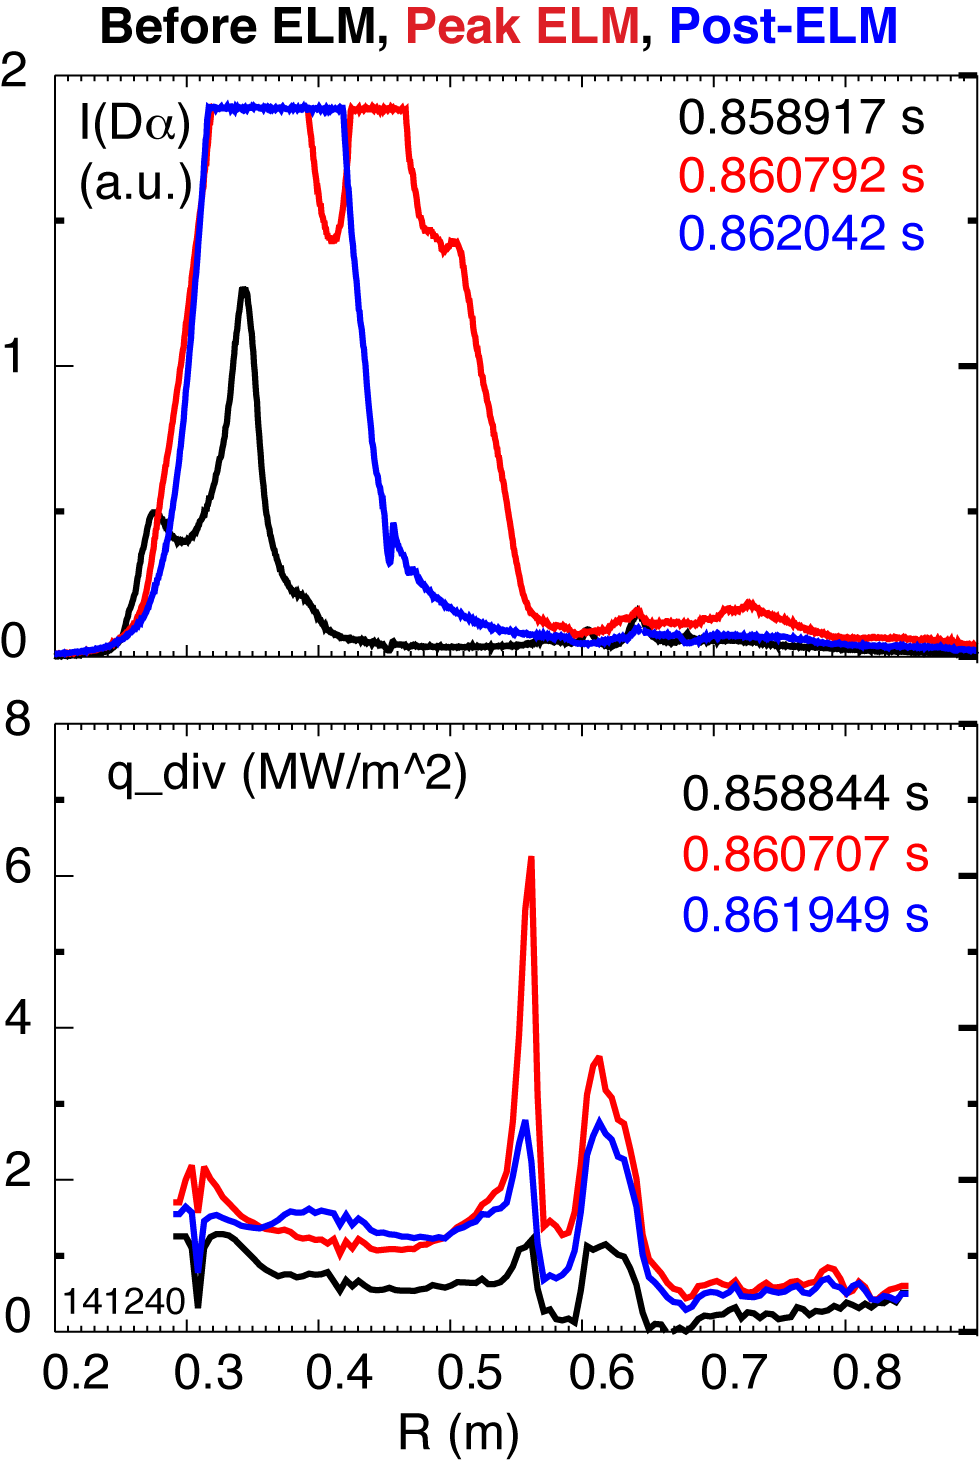 Before ELM, Peak ELM, Post-ELM
2
I(Dα)
(a.u.)
0.858917 s
0.860792 s
0.862042 s
1
0
8
q_div (MW/m^2)
0.858844 s
0.860707 s
0.861949 s
6
4
2
141240
0
0.2 0.3 0.4 0.5 0.6 0.7 0.8
R (m)